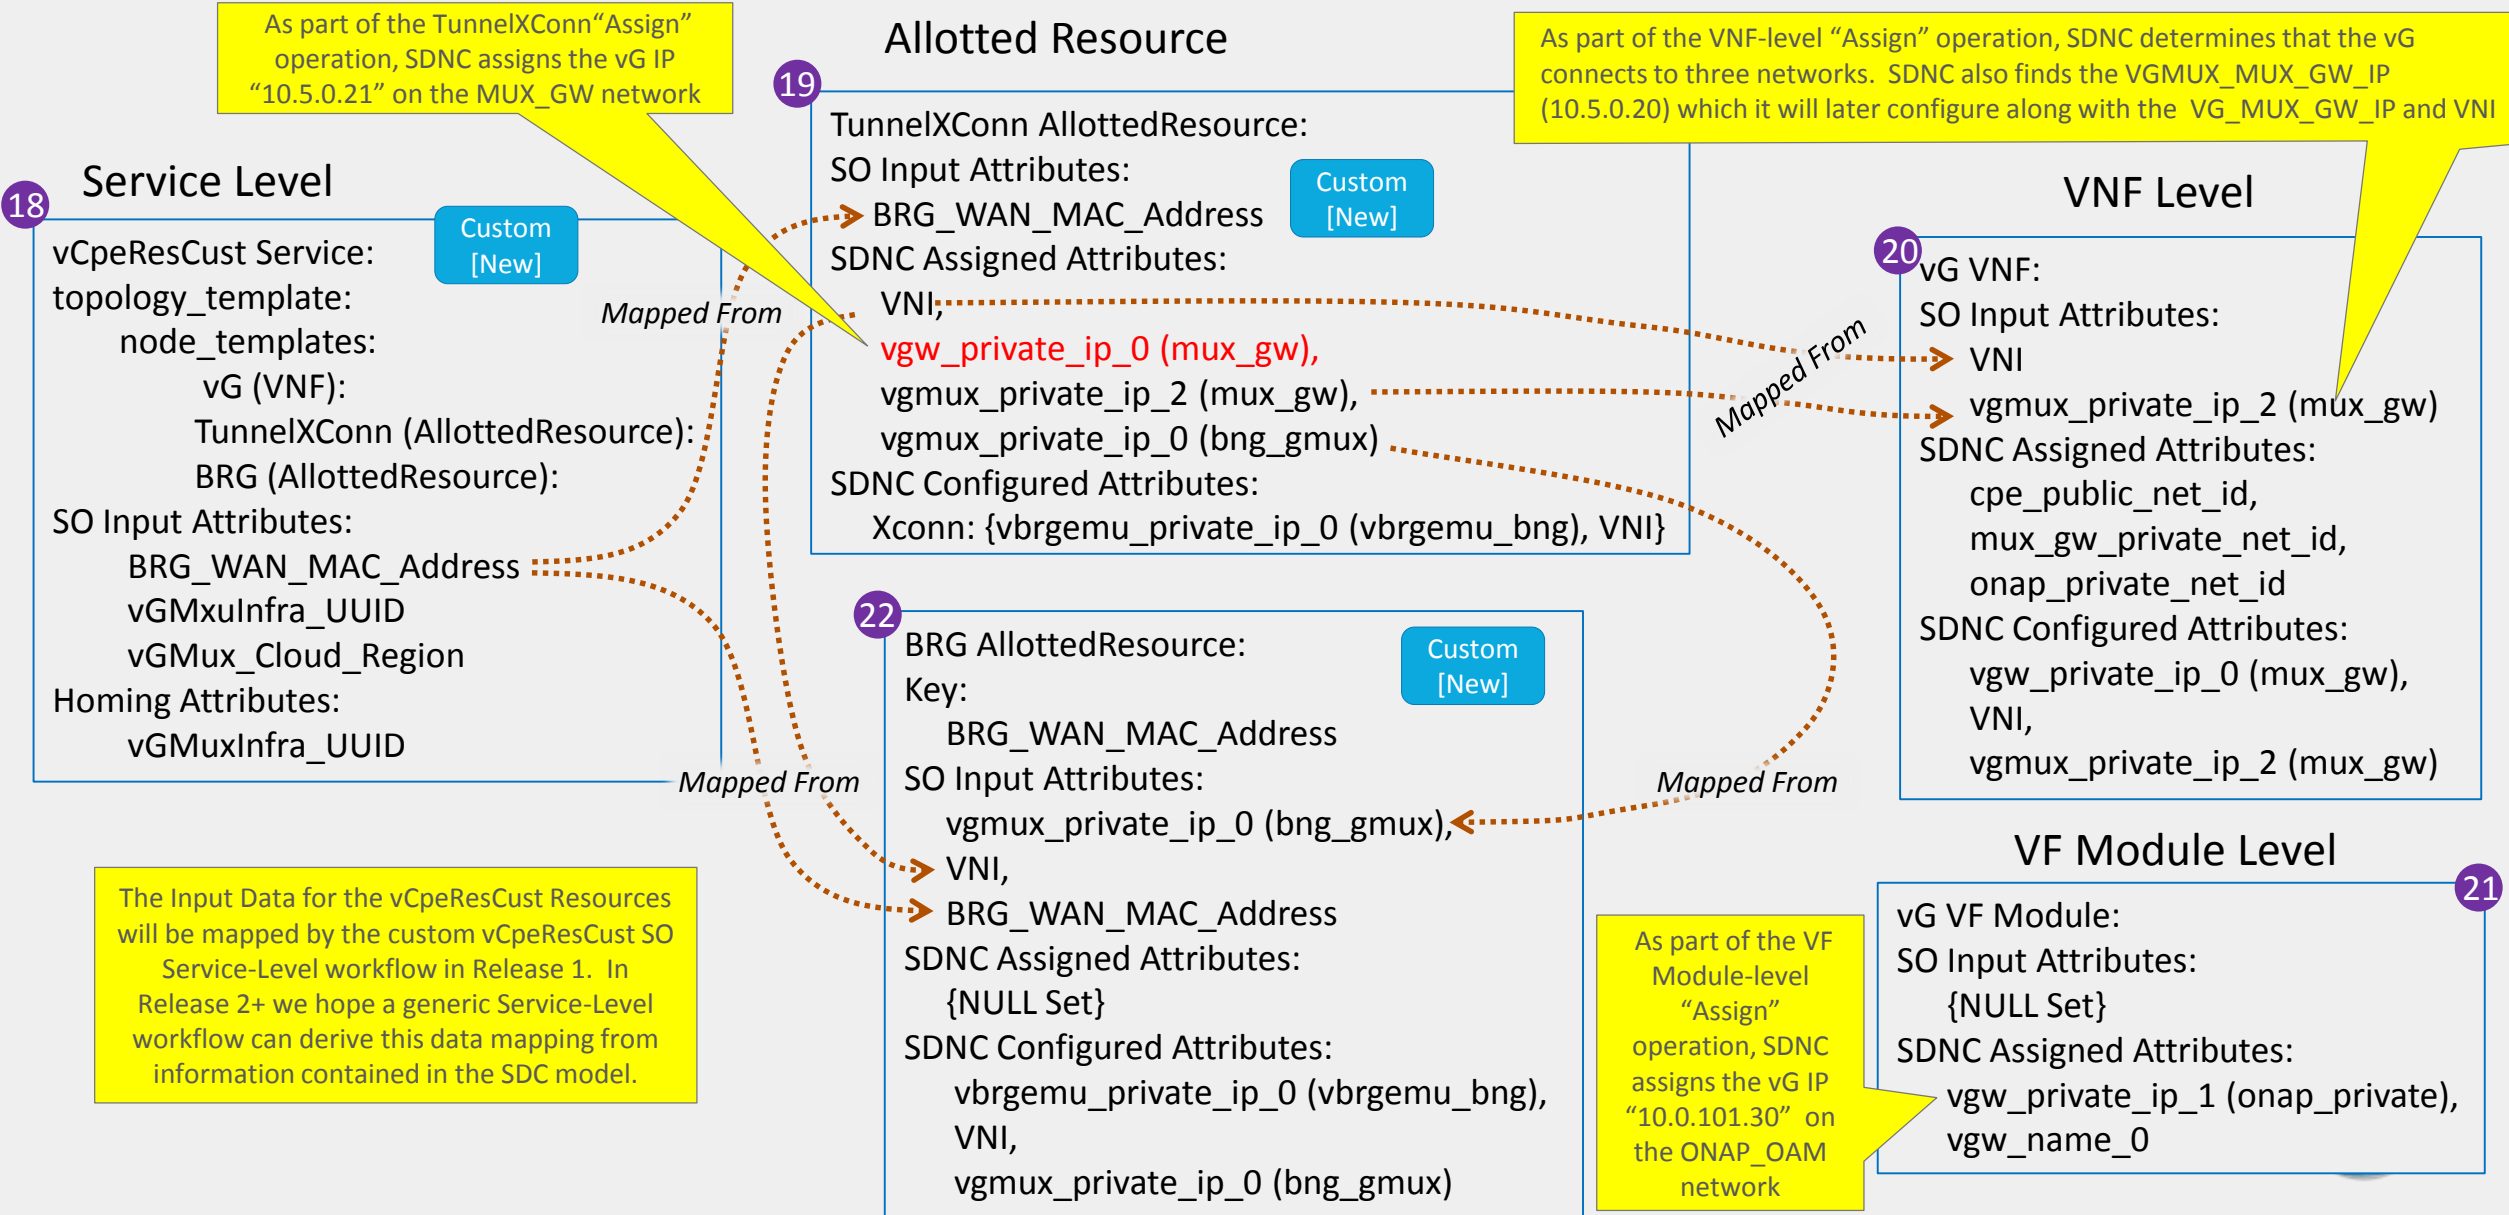 As part of the TunnelXConn“Assign”
operation, SDNC assigns the vG IP
“10.5.0.21” on the MUX_GW network
Allotted Resource
As part of the VNF-level “Assign” operation, SDNC determines that the vG
connects to three networks.  SDNC also finds the VGMUX_MUX_GW_IP
(10.5.0.20) which it will later configure along with the  VG_MUX_GW_IP and VNI
Service Level
18
Custom
[New]
vCpeResCust Service:
topology_template:
node_templates:
vG (VNF):
TunnelXConn (AllottedResource):
BRG (AllottedResource):
SO Input Attributes:
BRG_WAN_MAC_Address
vGMxuInfra_UUID
vGMux_Cloud_Region
Homing Attributes:
vGMuxInfra_UUID
Mapped From
Mapped From
19
TunnelXConn AllottedResource:
SO Input Attributes:
BRG_WAN_MAC_Address
Custom
[New]
SDNC Assigned Attributes:
VNI,
vgw_private_ip_0 (mux_gw),
vgmux_private_ip_2 (mux_gw),
vgmux_private_ip_0 (bng_gmux)
SDNC Configured Attributes:
Xconn: {vbrgemu_private_ip_0 (vbrgemu_bng), VNI}
Mapped From
VNF Level
20
vG VNF:
SO Input Attributes:
VNI
vgmux_private_ip_2 (mux_gw)
SDNC Assigned Attributes:
cpe_public_net_id,
mux_gw_private_net_id,
onap_private_net_id
SDNC Configured Attributes:
vgw_private_ip_0 (mux_gw),
VNI,
vgmux_private_ip_2 (mux_gw)
22
BRG AllottedResource:
Custom
[New]
Key:
BRG_WAN_MAC_Address
SO Input Attributes:
vgmux_private_ip_0 (bng_gmux),
VNI,
BRG_WAN_MAC_Address
SDNC Assigned Attributes:
{NULL Set}
SDNC Configured Attributes:
vbrgemu_private_ip_0 (vbrgemu_bng),
VNI,
vgmux_private_ip_0 (bng_gmux)
Mapped From
The Input Data for the vCpeResCust Resources
will be mapped by the custom vCpeResCust SO
Service-Level workflow in Release 1.  In
Release 2+ we hope a generic Service-Level
workflow can derive this data mapping from
information contained in the SDC model.
As part of the VF
Module-level
“Assign”
operation, SDNC
assigns the vG IP
“10.0.101.30”  on
the ONAP_OAM
network
VF Module Level
21
vG VF Module:
SO Input Attributes:
{NULL Set}
SDNC Assigned Attributes:
vgw_private_ip_1 (onap_private),
vgw_name_0